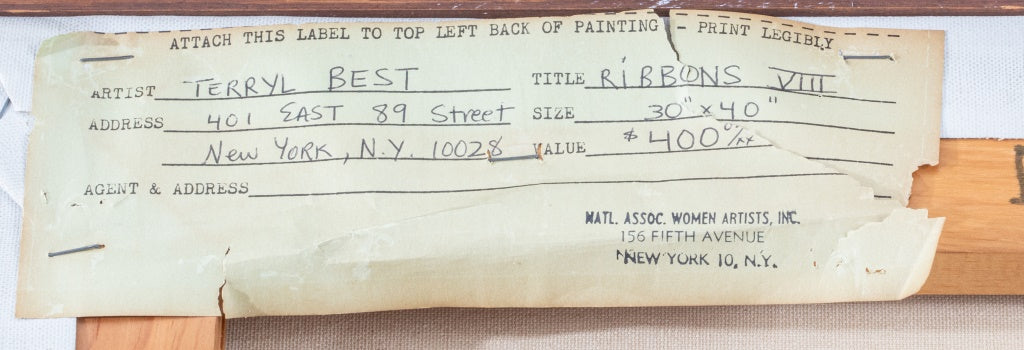 ATTACH THIS LABEL TO TOP LEFT BACK OF PAINTING - PRINT LEGIBLY
ARTIST TERRYL BEST TITLE RiBBONS VIII
ADDRESS 401 EAST 89 Street SIZE 30" x 40"
New YORK, N.Y. 10028 VALUE $400 00/xx
AGENT & ADDRESS
NATL. ASSOC. WOMEN ARTISTS, INC.
156 FIFTH AVENUE
NEW YORK 10, N.Y.